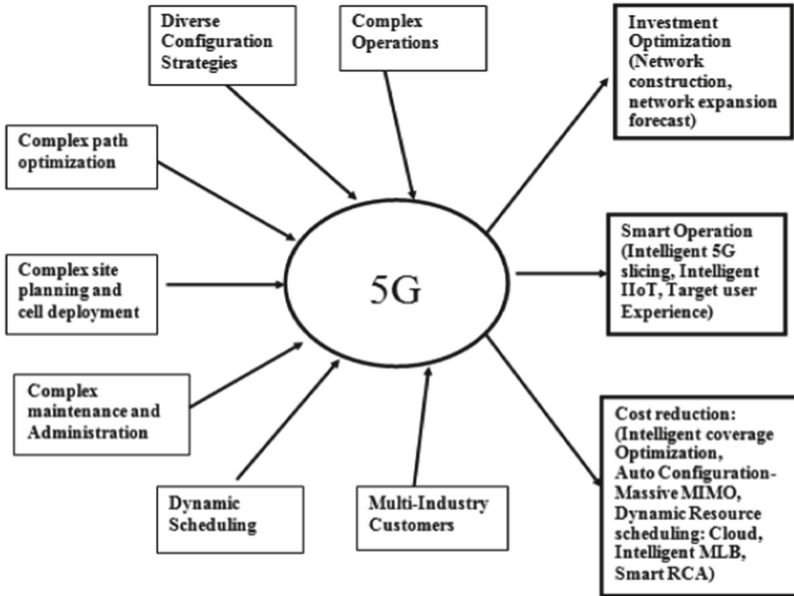 Diverse
Configuration
Strategies
Complex
Operations
Investment
Optimization
(Network
construction,
network expansion
forecast)
Complex path
optimization
Smart Operation
(Intelligent 5G
slicing, Intelligent
IIoT, Target user
Experience)
Complex site
planning and
cell deployment
5G
Complex
maintenance and
Administration
Cost reduction:
(Intelligent coverage
Optimization,
Auto Configuration-
Massive MIMO,
Dynamic Resource
scheduling: Cloud,
Intelligent MLB,
Smart RCA)
Dynamic
Scheduling
Multi-Industry
Customers